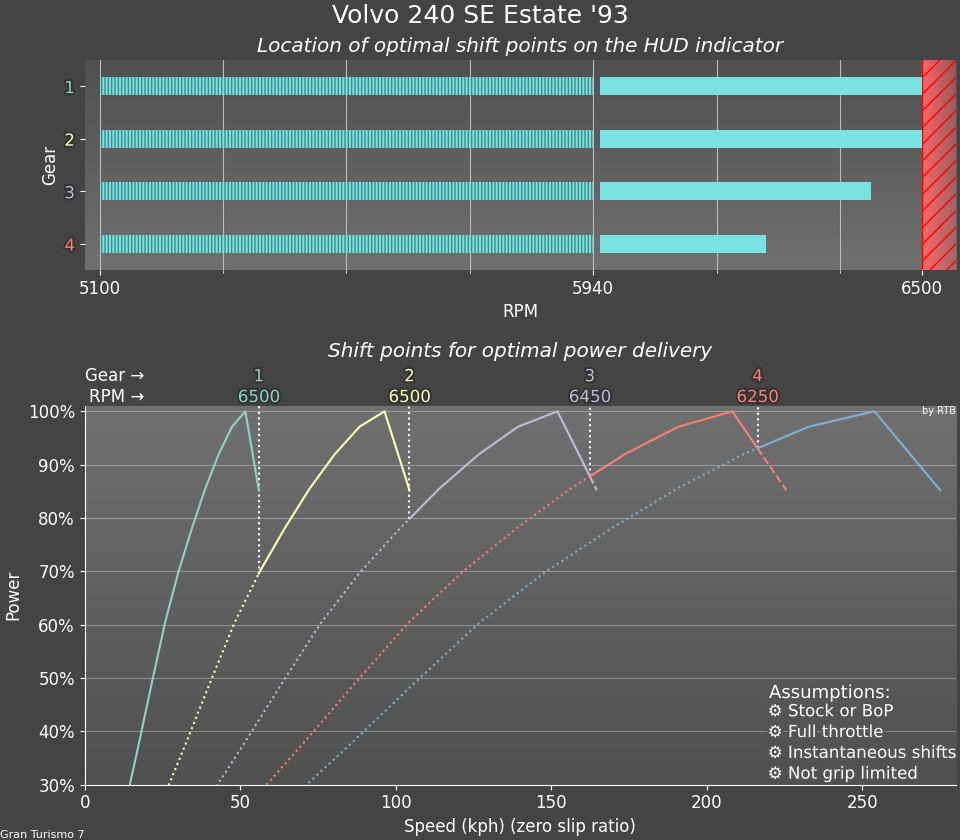 Volvo 240 SE Estate '93
Location of optimal shift points on the HUD indicator
Gear
1
2
3
4
5100 5940 6500
RPM
Shift points for optimal power delivery
Gear → 1 2 3 4
RPM → 6500 6500 6450 6250
by RTB
Power
100%
90%
80%
70%
60%
50%
40%
30%
Assumptions:
⚙ Stock or BoP
⚙ Full throttle
⚙ Instantaneous shifts
⚙ Not grip limited
0 50 100 150 200 250
Speed (kph) (zero slip ratio)
Gran Turismo 7